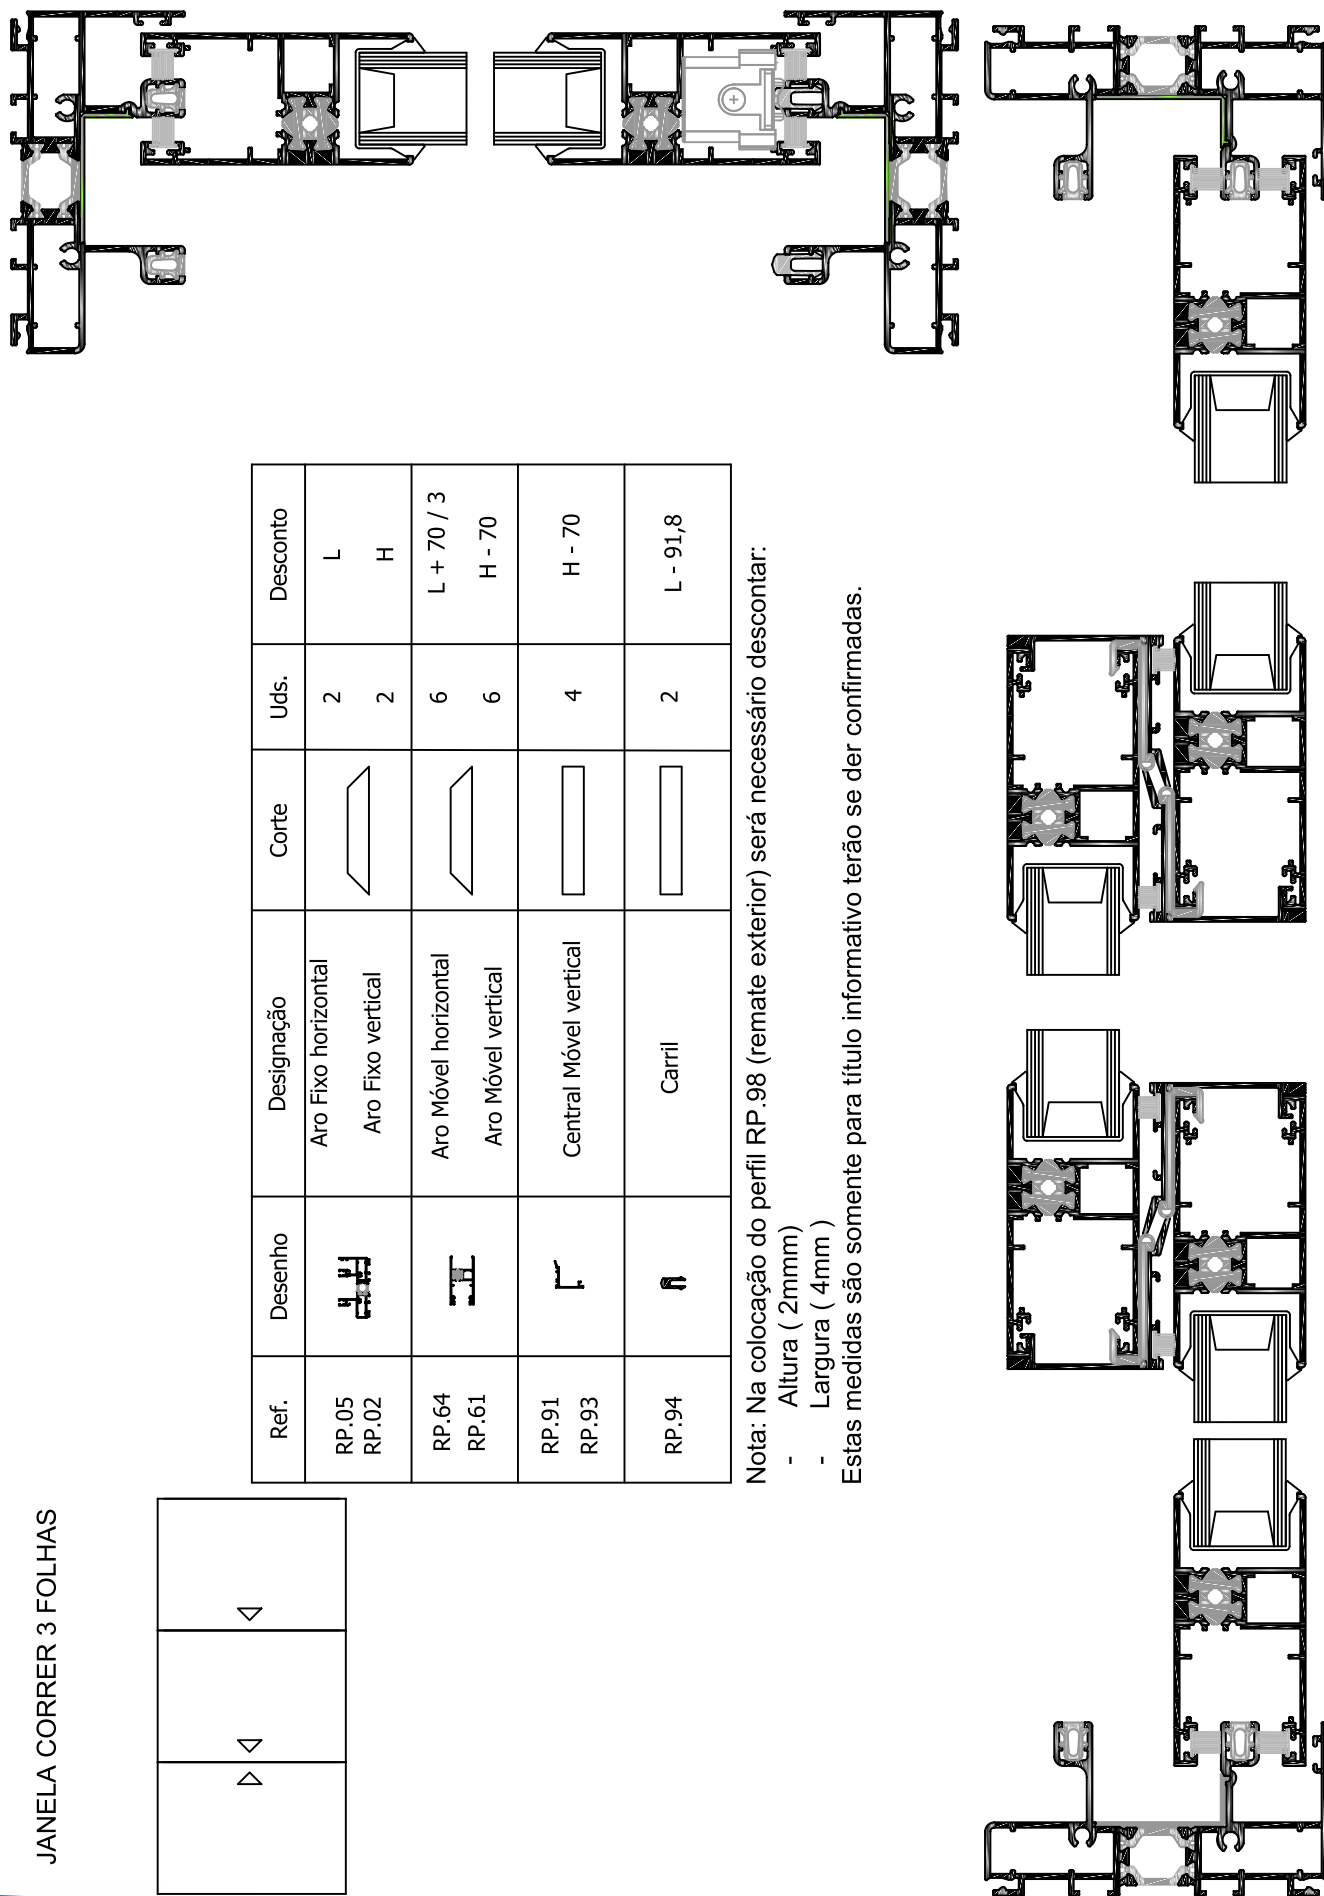 JANELA CORRER 3 FOLHAS
Ref. Desenho Designação Corte Uds. Desconto
RP.05 Aro Fixo horizontal 2 L
RP.02 Aro Fixo vertical 2 H
RP.64 Aro Móvel horizontal 6 L + 70 / 3
RP.61 Aro Móvel vertical 6 H - 70
RP.91 Central Móvel vertical 4 H - 70
RP.93
RP.94 Carril 2 L - 91,8
Nota: Na colocação do perfil RP.98 (remate exterior) será necessário descontar:
- Altura ( 2mmm)
- Largura ( 4mm )
Estas medidas são somente para título informativo terão se der confirmadas.